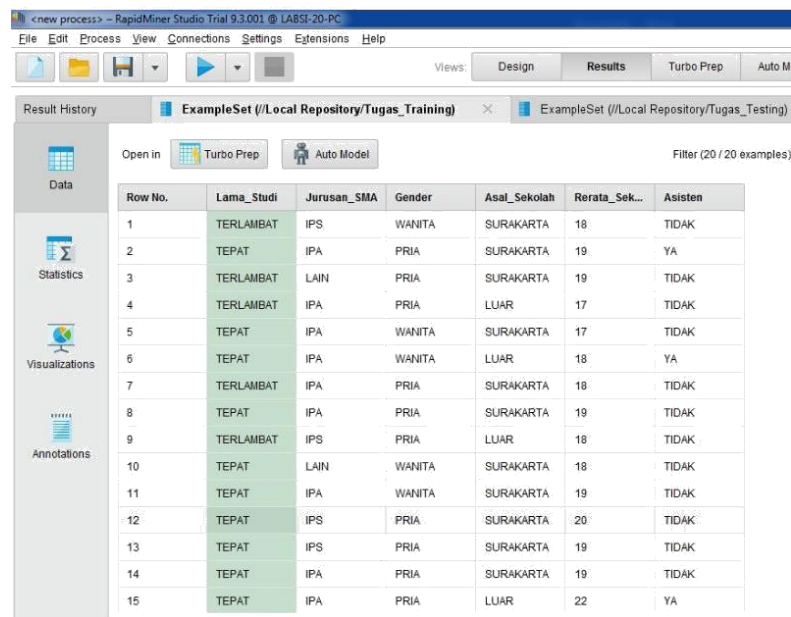 <new process> – RapidMiner Studio Trial 9.3.001 @ LABSI-20-PC
File Edit Process View Connections Settings Extensions Help
Views: Design Results Turbo Prep Auto M
Result History ExampleSet (//Local Repository/Tugas_Training) ExampleSet (//Local Repository/Tugas_Testing)
Data
Statistics
Visualizations
Annotations
Open in Turbo Prep Auto Model Filter (20 / 20 examples)
Row No. Lama_Studi Jurusan_SMA Gender Asal_Sekolah Rerata_Sek... Asisten
1 TERLAMBAT IPS WANITA SURAKARTA 18 TIDAK
2 TEPAT IPA PRIA SURAKARTA 19 YA
3 TERLAMBAT LAIN PRIA SURAKARTA 19 TIDAK
4 TERLAMBAT IPA PRIA LUAR 17 TIDAK
5 TEPAT IPA WANITA SURAKARTA 17 TIDAK
6 TEPAT IPA WANITA LUAR 18 YA
7 TERLAMBAT IPA PRIA SURAKARTA 18 TIDAK
8 TEPAT IPA PRIA SURAKARTA 19 TIDAK
9 TERLAMBAT IPS PRIA LUAR 18 TIDAK
10 TEPAT LAIN WANITA SURAKARTA 18 TIDAK
11 TEPAT IPA WANITA SURAKARTA 19 TIDAK
12 TEPAT IPS PRIA SURAKARTA 20 TIDAK
13 TEPAT IPS PRIA SURAKARTA 19 TIDAK
14 TEPAT IPA PRIA SURAKARTA 19 TIDAK
15 TEPAT IPA PRIA LUAR 22 YA